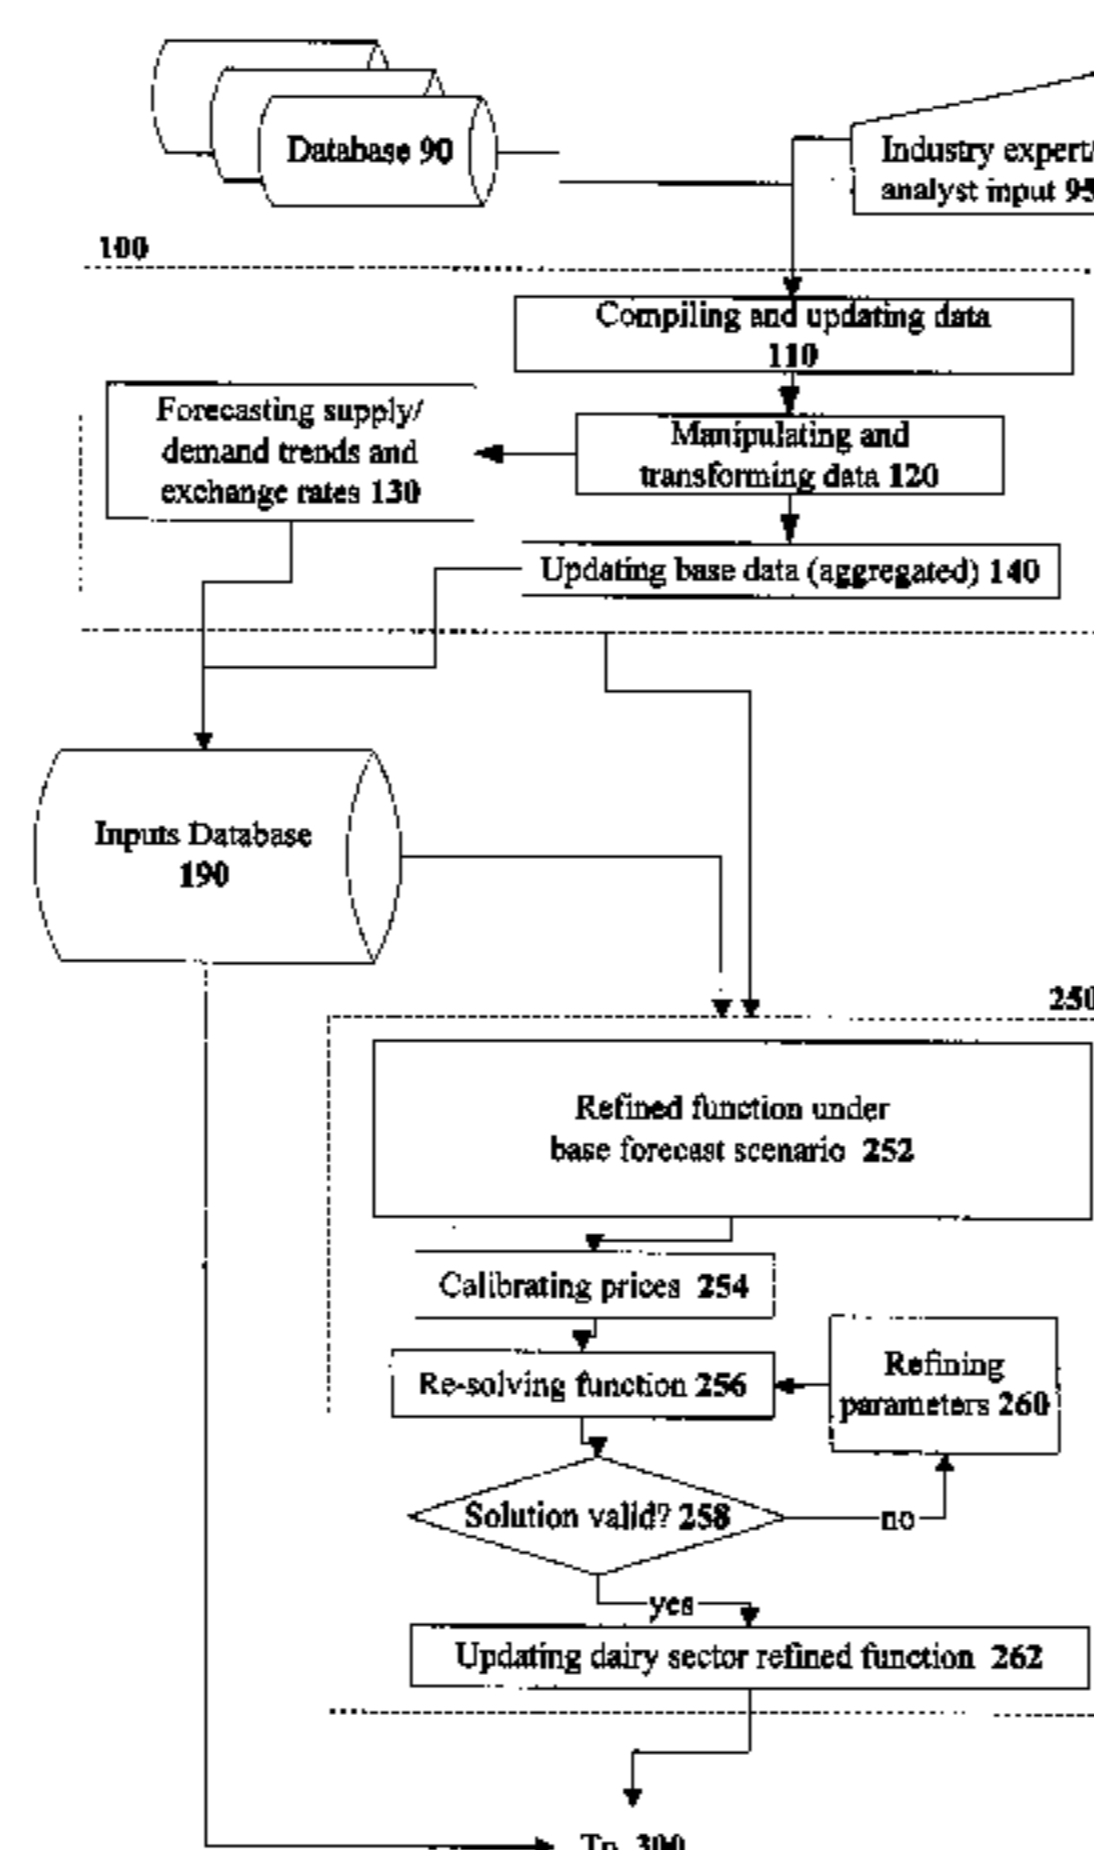 Database 90
Industry expert/
analyst input 95
100
Compiling and updating data
110
Forecasting supply/
demand trends and
exchange rates 130
Manipulating and
transforming data 120
Updating base data (aggregated) 140
Inputs Database
190
250
Refined function under
base forecast scenario 252
Calibrating prices 254
Re-solving function 256
Refining
parameters 260
Solution valid? 258
no
yes
Updating dairy sector refined function 262
To 300